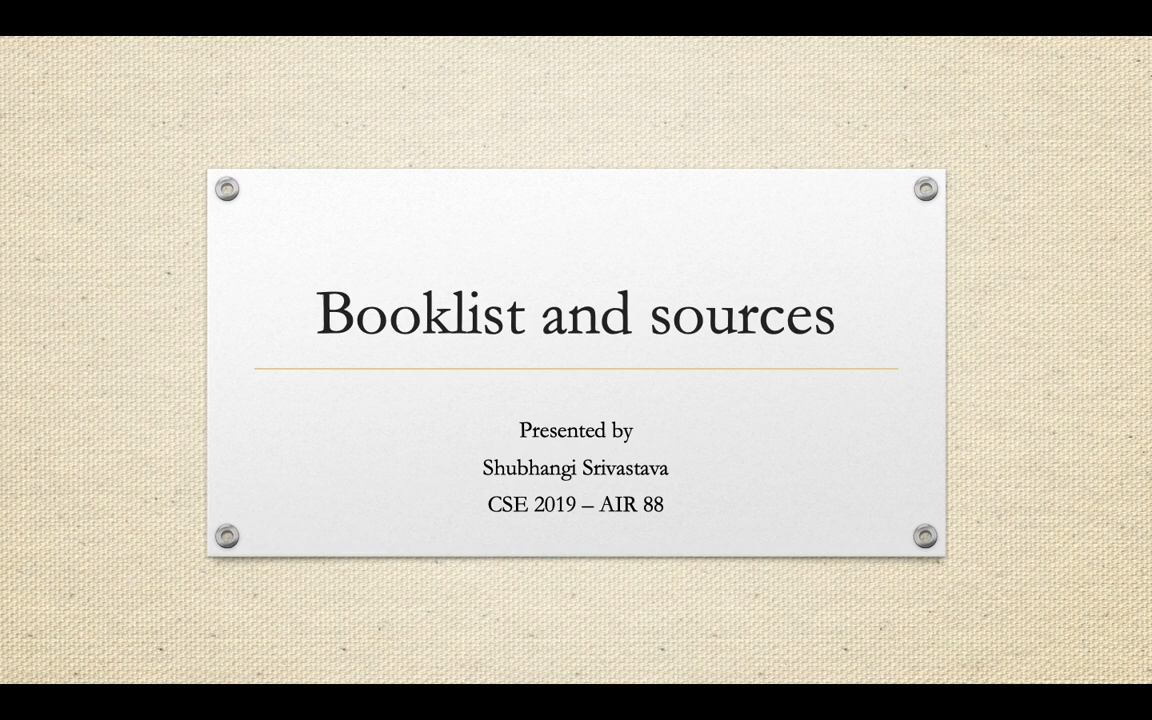 Booklist and sources
Presented by
Shubhangi Srivastava
CSE 2019 – AIR 88